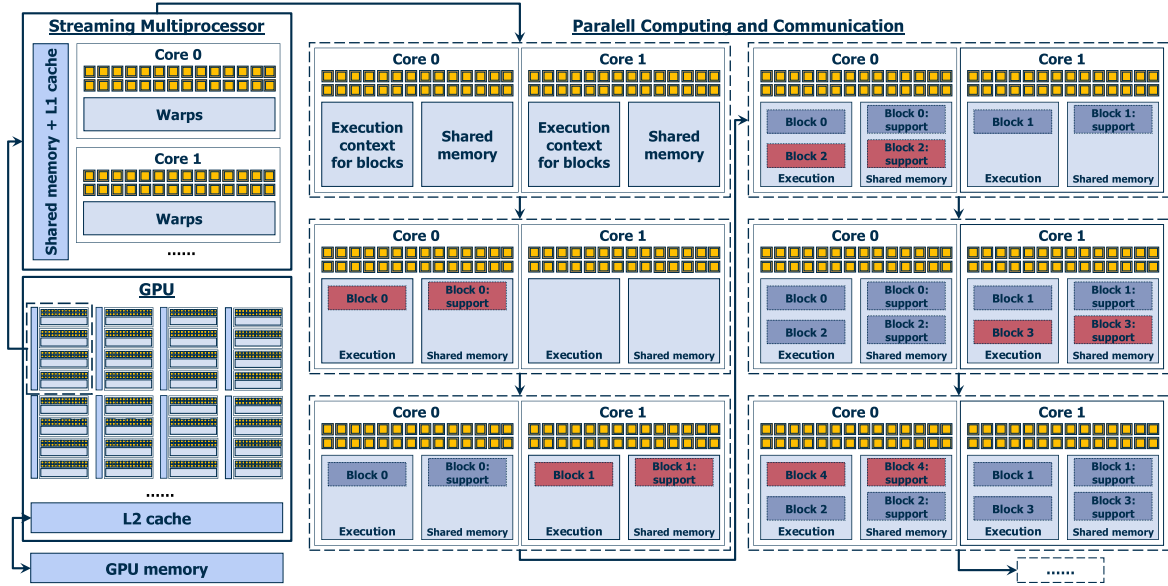 Streaming Multiprocessor
Shared memory + L1 cache
Core 0
Warps
Core 1
Warps
......
GPU
......
L2 cache
GPU memory
Paralell Computing and Communication
Core 0
Core 1
Execution
context
for blocks
Shared
memory
Execution
context
for blocks
Shared
memory
Core 0
Core 1
Block 0
Block 0:
support
Execution
Shared memory
Execution
Shared memory
Core 0
Core 1
Block 0
Block 0:
support
Block 1
Block 1:
support
Execution
Shared memory
Execution
Shared memory
Core 0
Core 1
Block 0
Block 0:
support
Block 1
Block 1:
support
Block 2
Block 2:
support
Execution
Shared memory
Execution
Shared memory
Core 0
Core 1
Block 0
Block 0:
support
Block 1
Block 1:
support
Block 2
Block 2:
support
Block 3
Block 3:
support
Execution
Shared memory
Execution
Shared memory
Core 0
Core 1
Block 4
Block 4:
support
Block 1
Block 1:
support
Block 2
Block 2:
support
Block 3
Block 3:
support
Execution
Shared memory
Execution
Shared memory
......